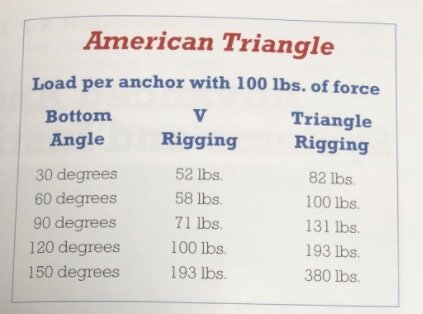 American Triangle
Load per anchor with 100 lbs. of force
Bottom Angle V Rigging Triangle Rigging
30 degrees 52 lbs. 82 lbs.
60 degrees 58 lbs. 100 lbs.
90 degrees 71 lbs. 131 lbs.
120 degrees 100 lbs. 193 lbs.
150 degrees 193 lbs. 380 lbs.